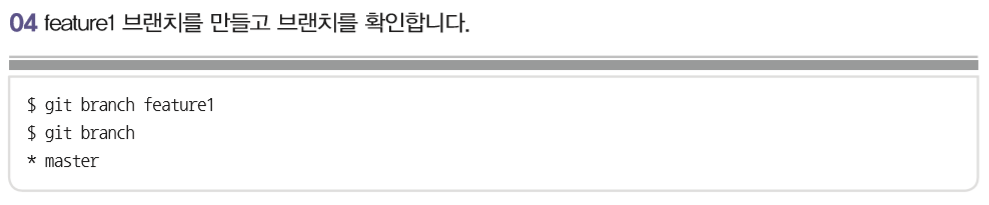 04 feature1 브랜치를 만들고 브랜치를 확인합니다.
$ git branch feature1
$ git branch
* master